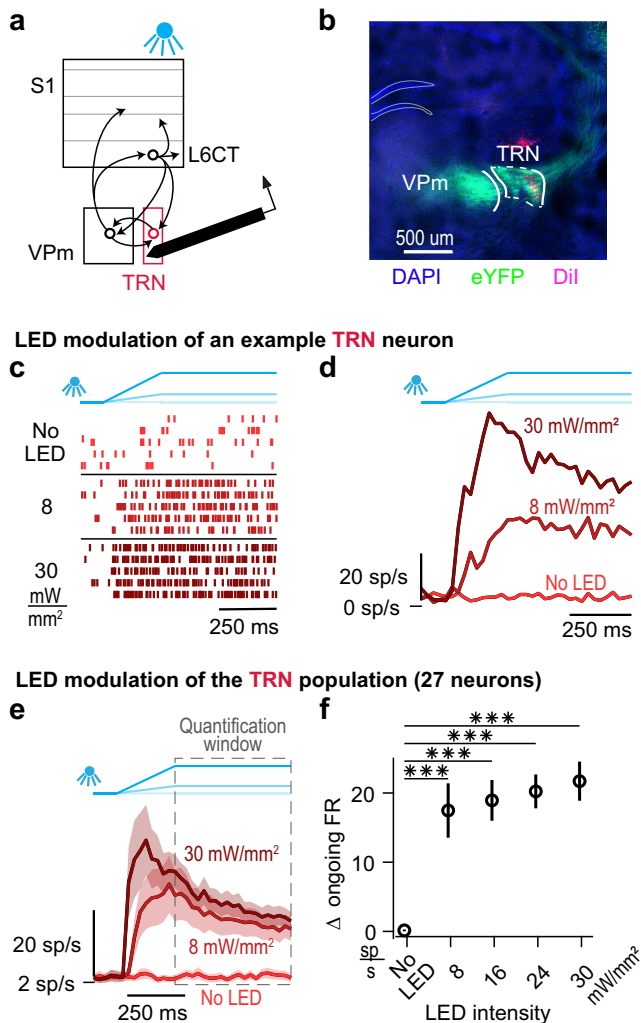 a
S1
L6CT
VPm
TRN
b
TRN
VPm
500 um
DAPI eYFP DiI
LED modulation of an example TRN neuron
c
No
LED
8
30
mW
mm²
250 ms
d
30 mW/mm²
8 mW/mm²
No LED
20 sp/s
0 sp/s
250 ms
LED modulation of the TRN population (27 neurons)
e
Quantification
window
30 mW/mm²
8 mW/mm²
No LED
20 sp/s
2 sp/s
250 ms
f
✳✳✳
✳✳✳
✳✳✳
✳✳✳
Δ ongoing FR
20
10
0
sp
s
No
LED
8
16
24
30
mW/mm²
LED intensity